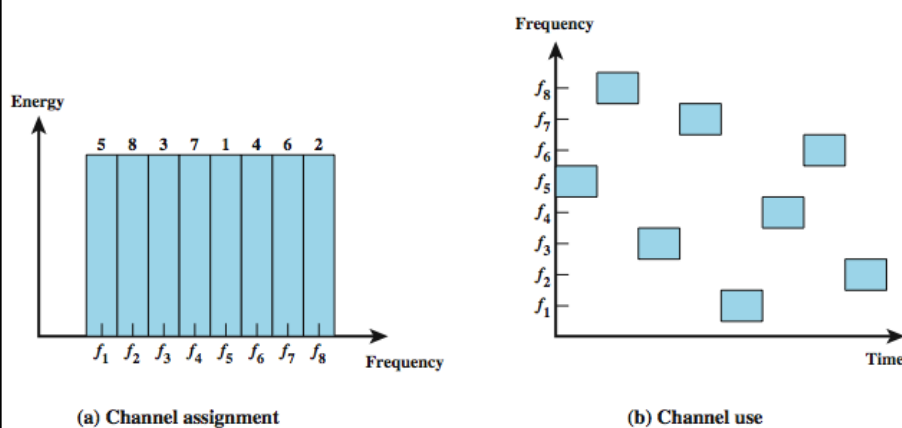 Energy
5 8 3 7 1 4 6 2
f1 f2 f3 f4 f5 f6 f7 f8
Frequency
(a) Channel assignment
Frequency
f8
f7
f6
f5
f4
f3
f2
f1
Time
(b) Channel use